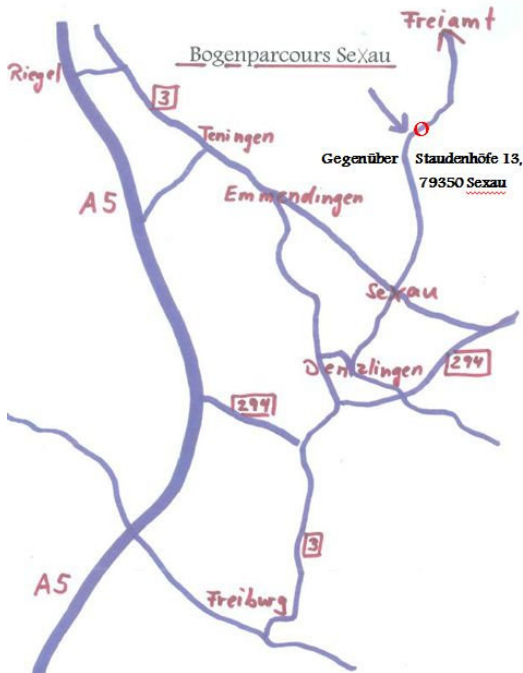 Freiamt
Bogenparcours Sexau
Riegel
3
O
Teningen
Gegenüber Staudenhöfe 13,
79350 Sexau
Emmendingen
A5
Sexau
Denzlingen
294
294
3
A5
Freiburg